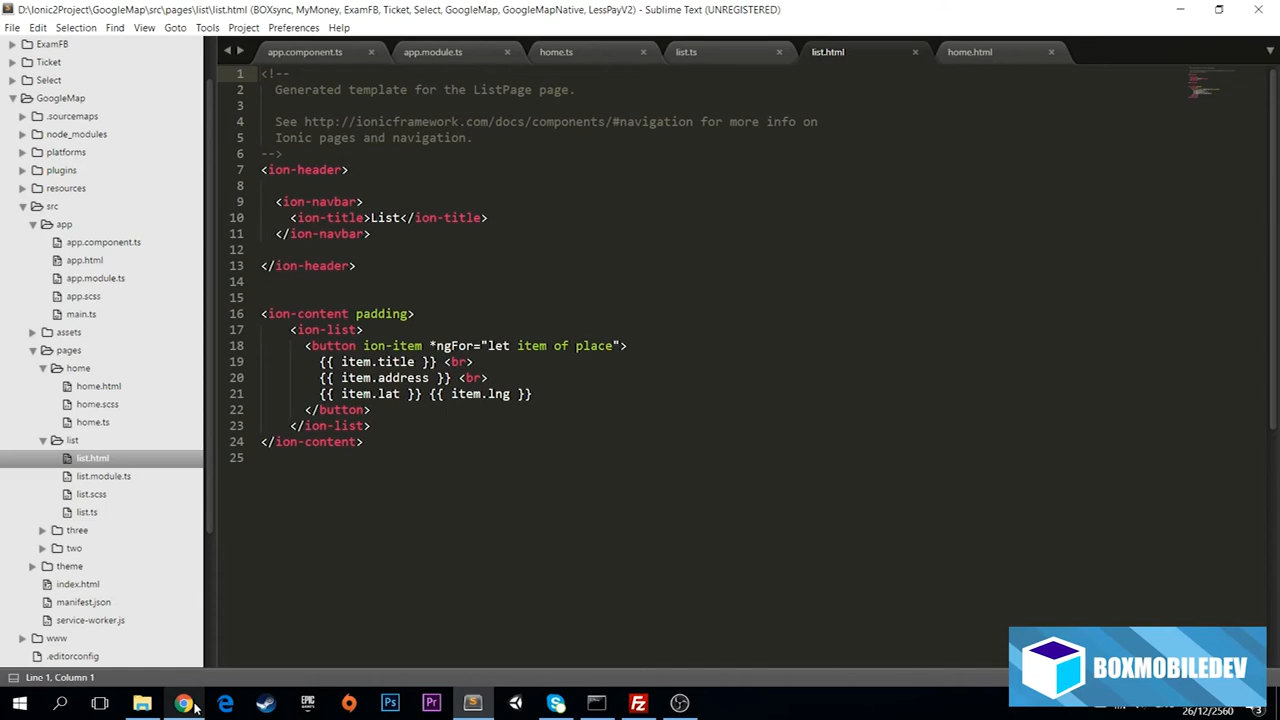 D:\Ionic2Project\GoogleMap\src\pages\list\list.html (BOXsync, MyMoney, ExamFB, Ticket, Select, GoogleMap, GoogleMapNative, LessPayV2) - Sublime Text (UNREGISTERED)
File Edit Selection Find View Goto Tools Project Preferences Help
app.component.ts app.module.ts home.ts list.ts list.html home.html
ExamFB
Ticket
Select
GoogleMap
.sourcemaps
node_modules
platforms
plugins
resources
src
app
app.component.ts
app.html
app.module.ts
app.scss
main.ts
assets
pages
home
home.html
home.scss
home.ts
list
list.html
list.module.ts
list.scss
list.ts
three
two
theme
index.html
manifest.json
service-worker.js
www
.editorconfig
1 <!--
2 Generated template for the ListPage page.
3
4 See http://ionicframework.com/docs/components/#navigation for more info on
5 Ionic pages and navigation.
6 -->
7 <ion-header>
8
9 <ion-navbar>
10 <ion-title>List</ion-title>
11 </ion-navbar>
12
13 </ion-header>
14
15
16 <ion-content padding>
17 <ion-list>
18 <button ion-item *ngFor="let item of place">
19 {{ item.title }} <br>
20 {{ item.address }} <br>
21 {{ item.lat }} {{ item.lng }}
22 </button>
23 </ion-list>
24 </ion-content>
25
Line 1, Column 1
BOXMOBILEDEV
EPIC
Ps
Pr
Fz
26/12/2560
3